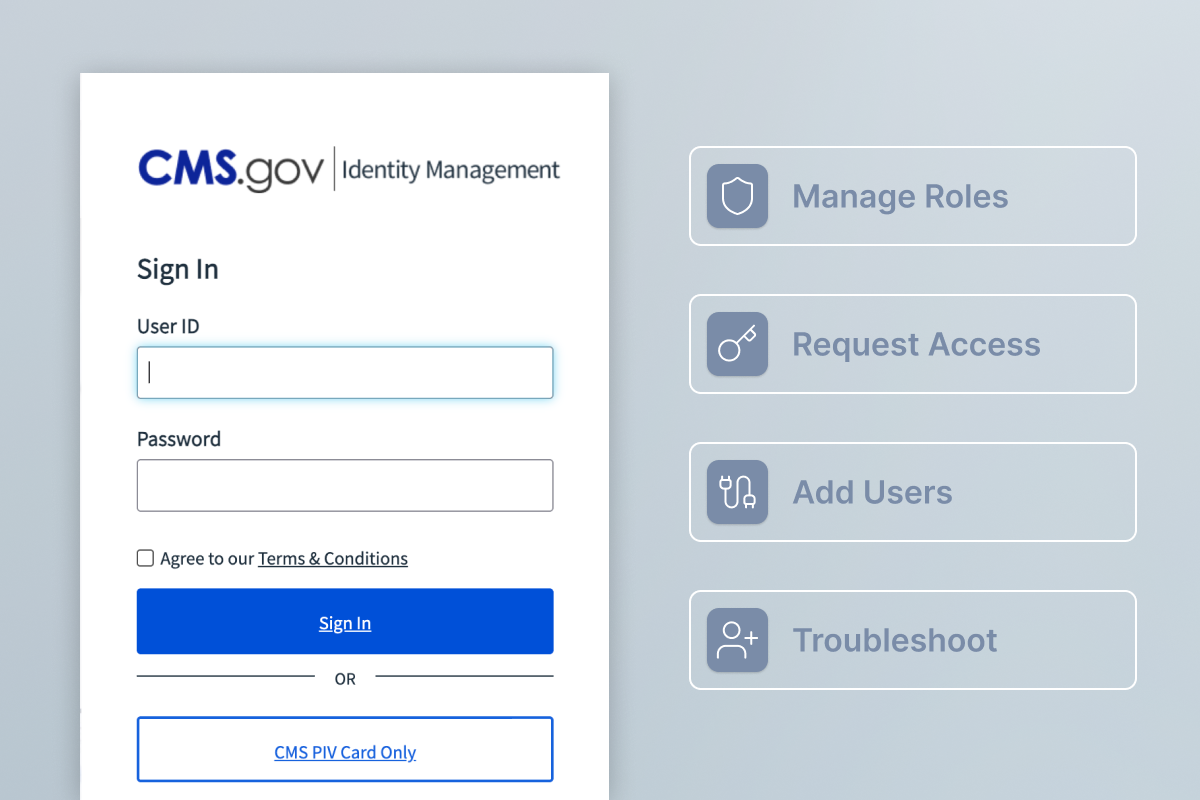 CMS.gov Identity Management
Sign In
User ID
Password
Agree to our Terms & Conditions
Sign In
OR
CMS PIV Card Only
Manage Roles
Request Access
Add Users
Troubleshoot